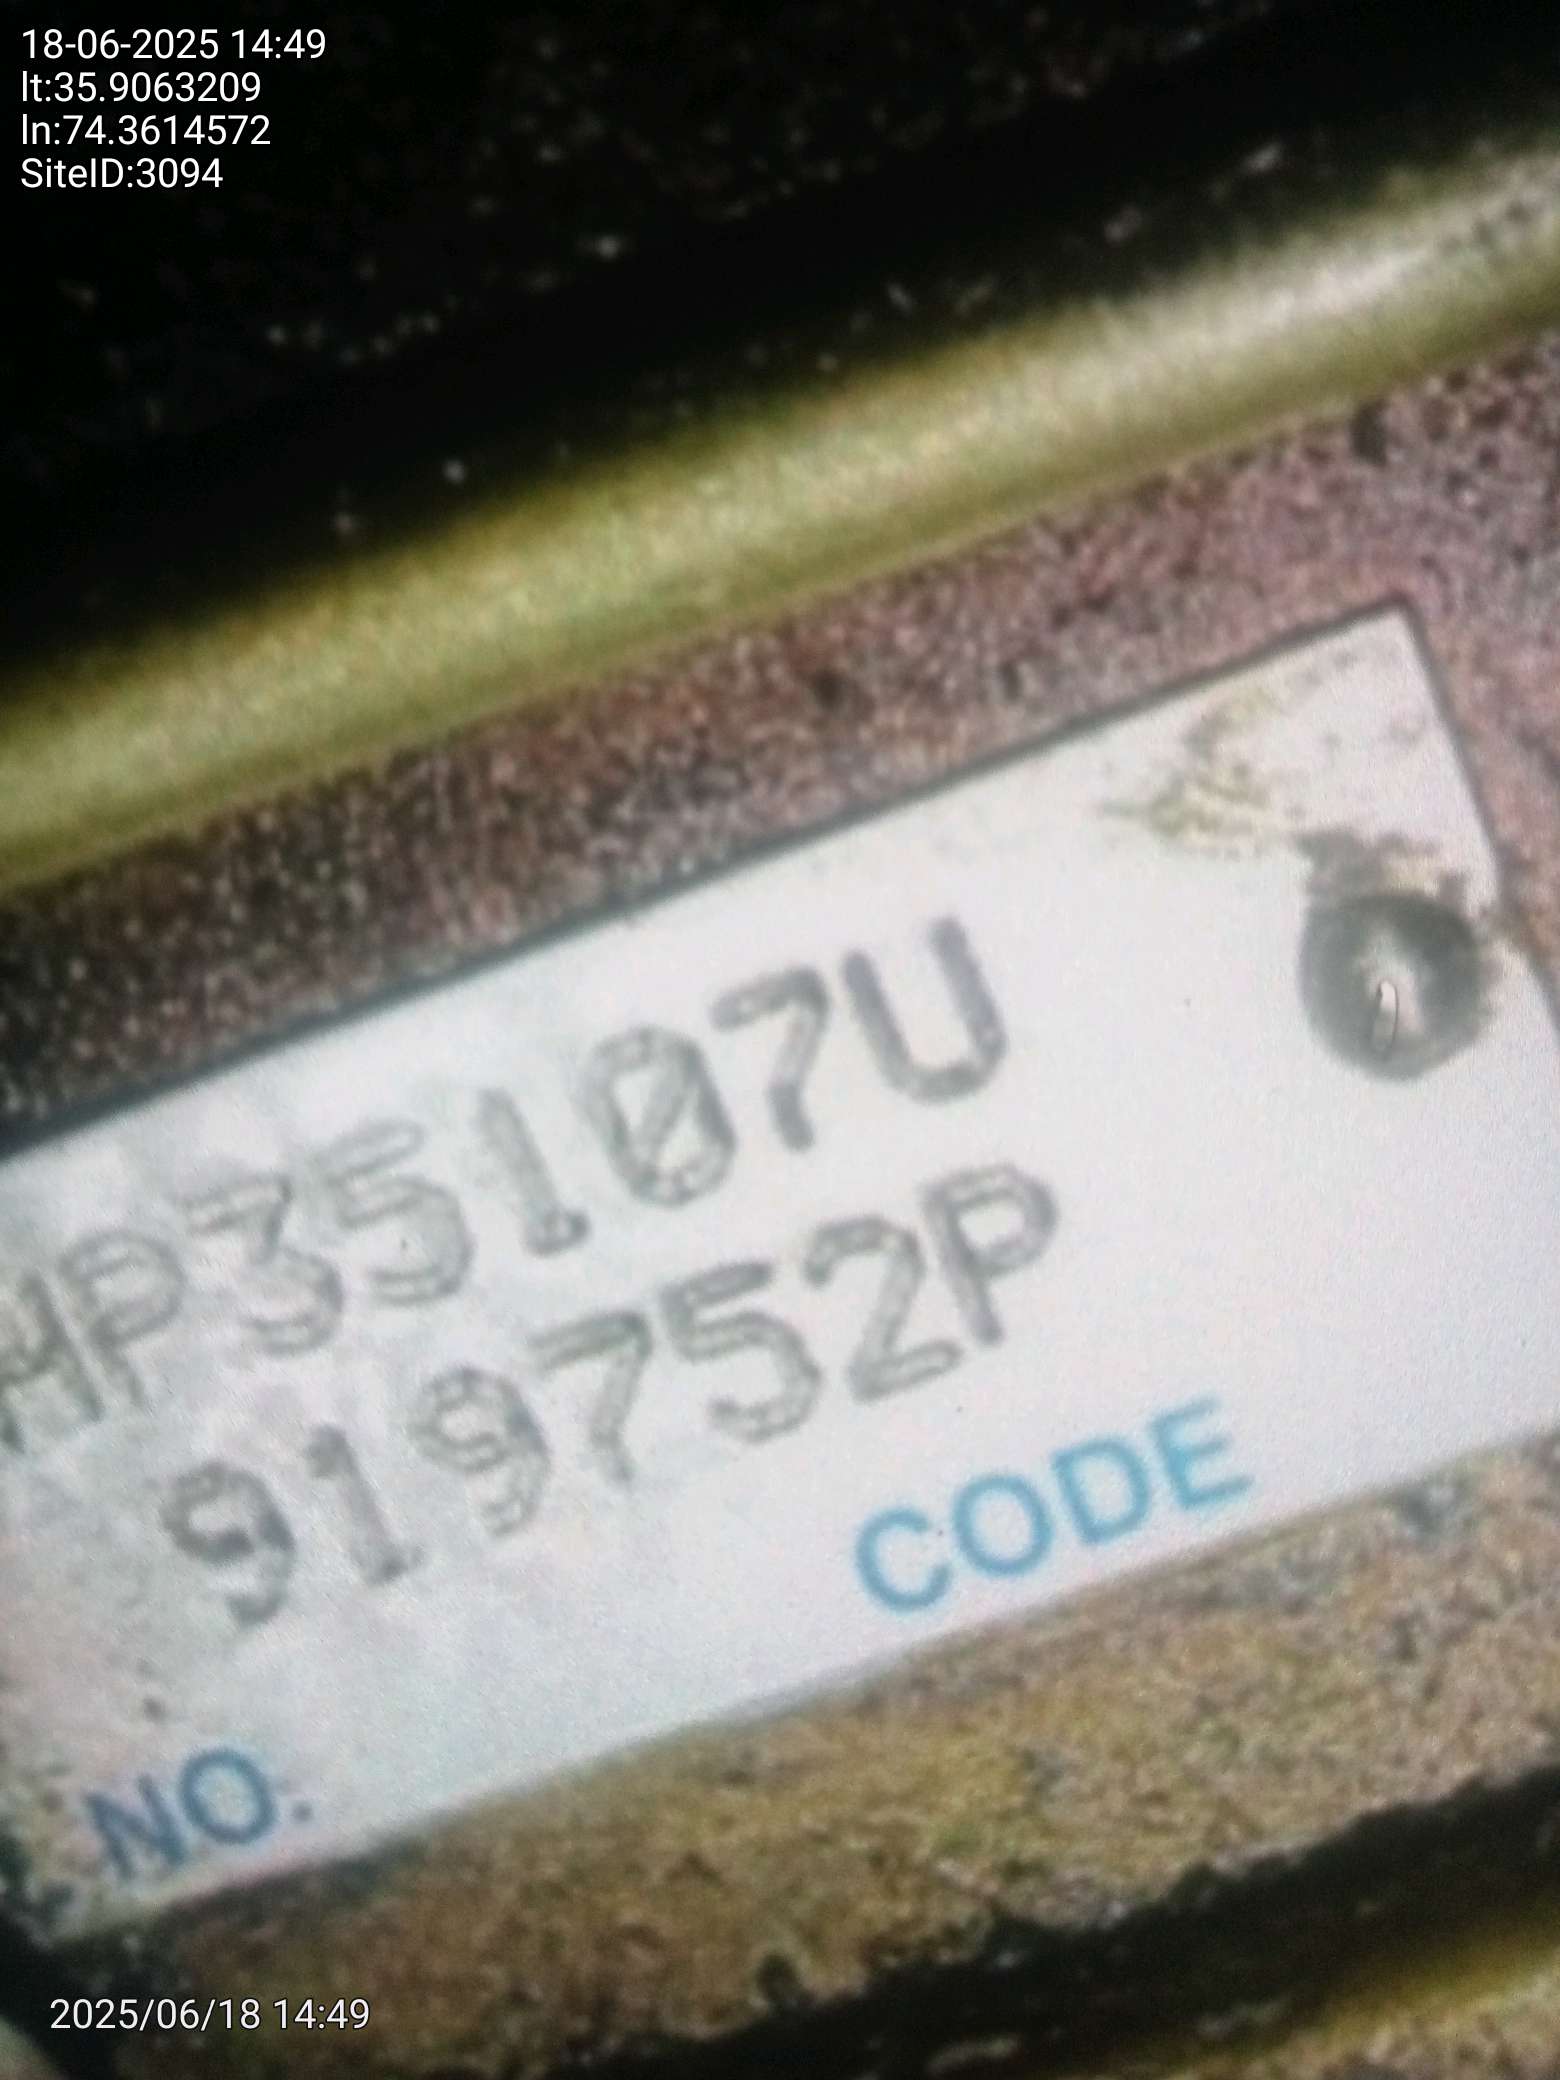 18-06-2025 14:49
lt:35.9063209
ln:74.3614572
SiteID:3094
HP35107U
919752P
CODE
NO.
2025/06/18 14:49